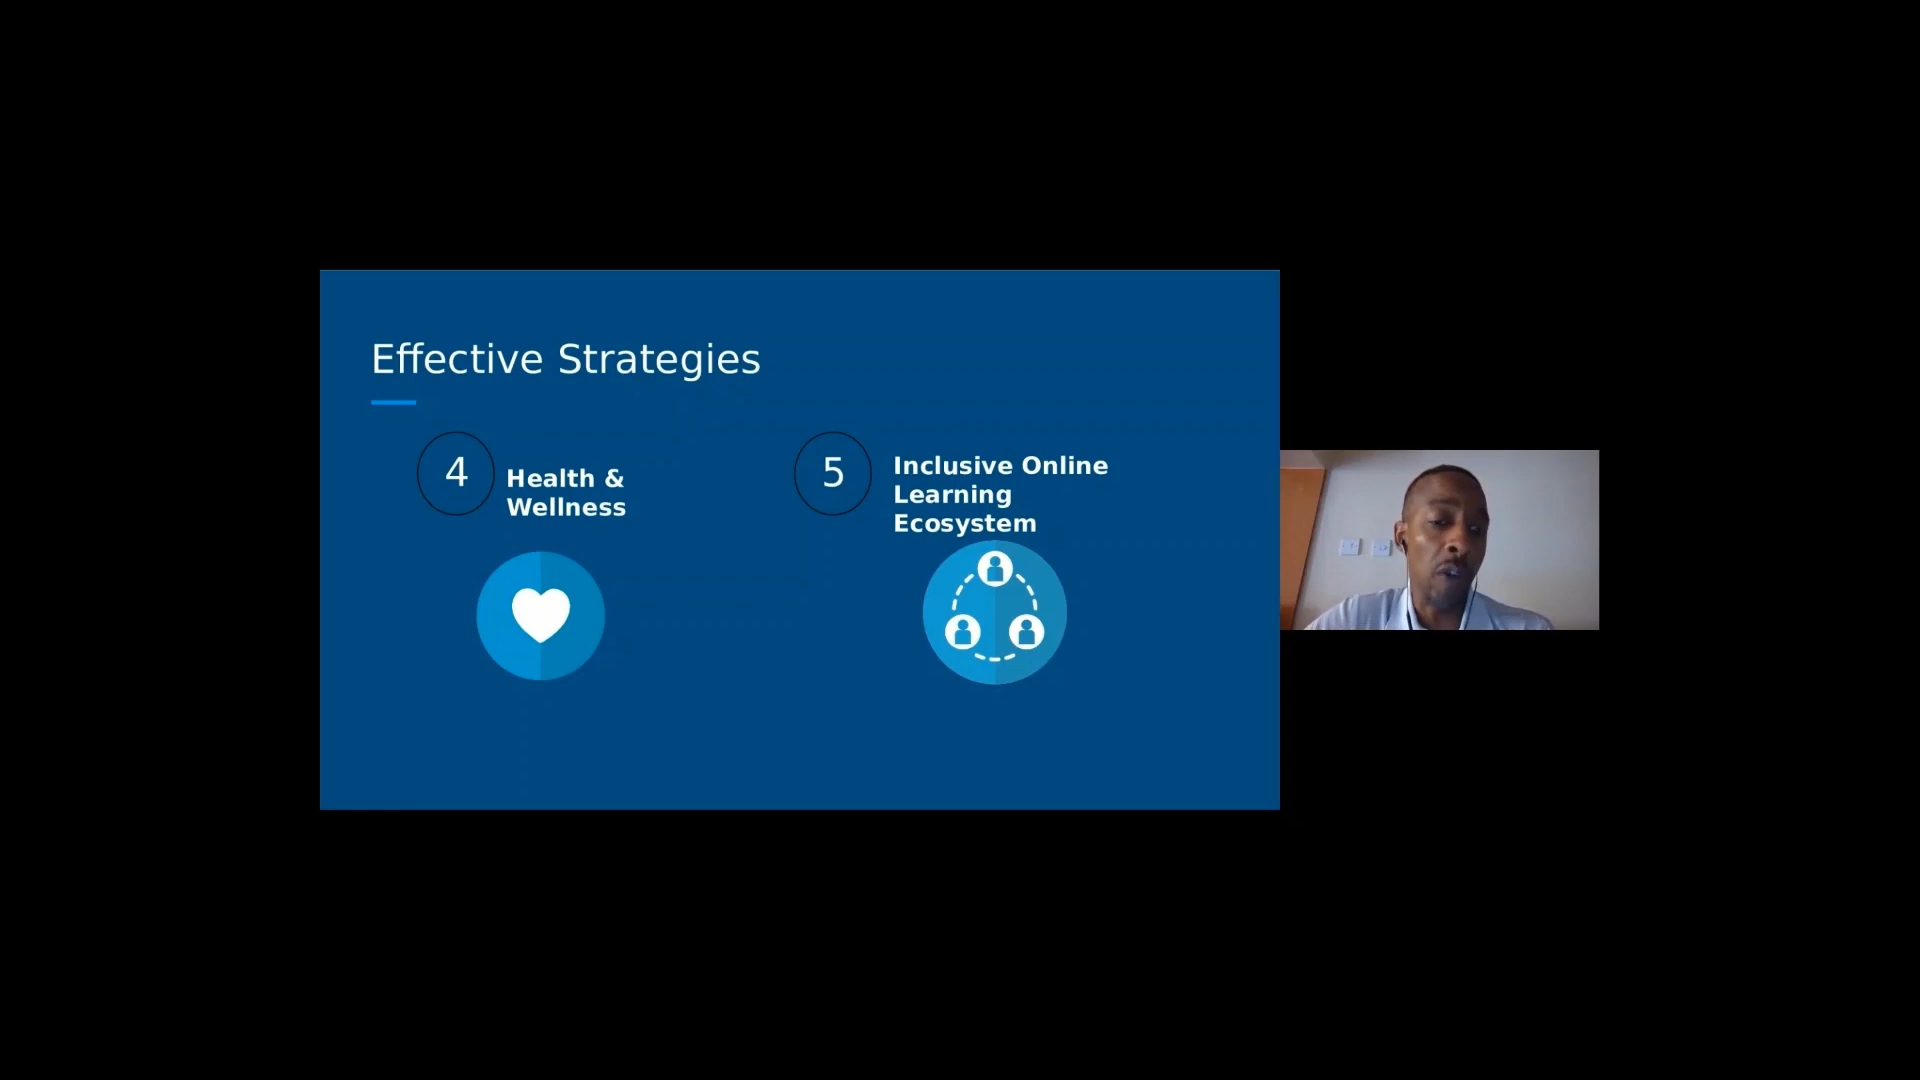 Effective Strategies
4
Health &
Wellness
5
Inclusive Online
Learning
Ecosystem